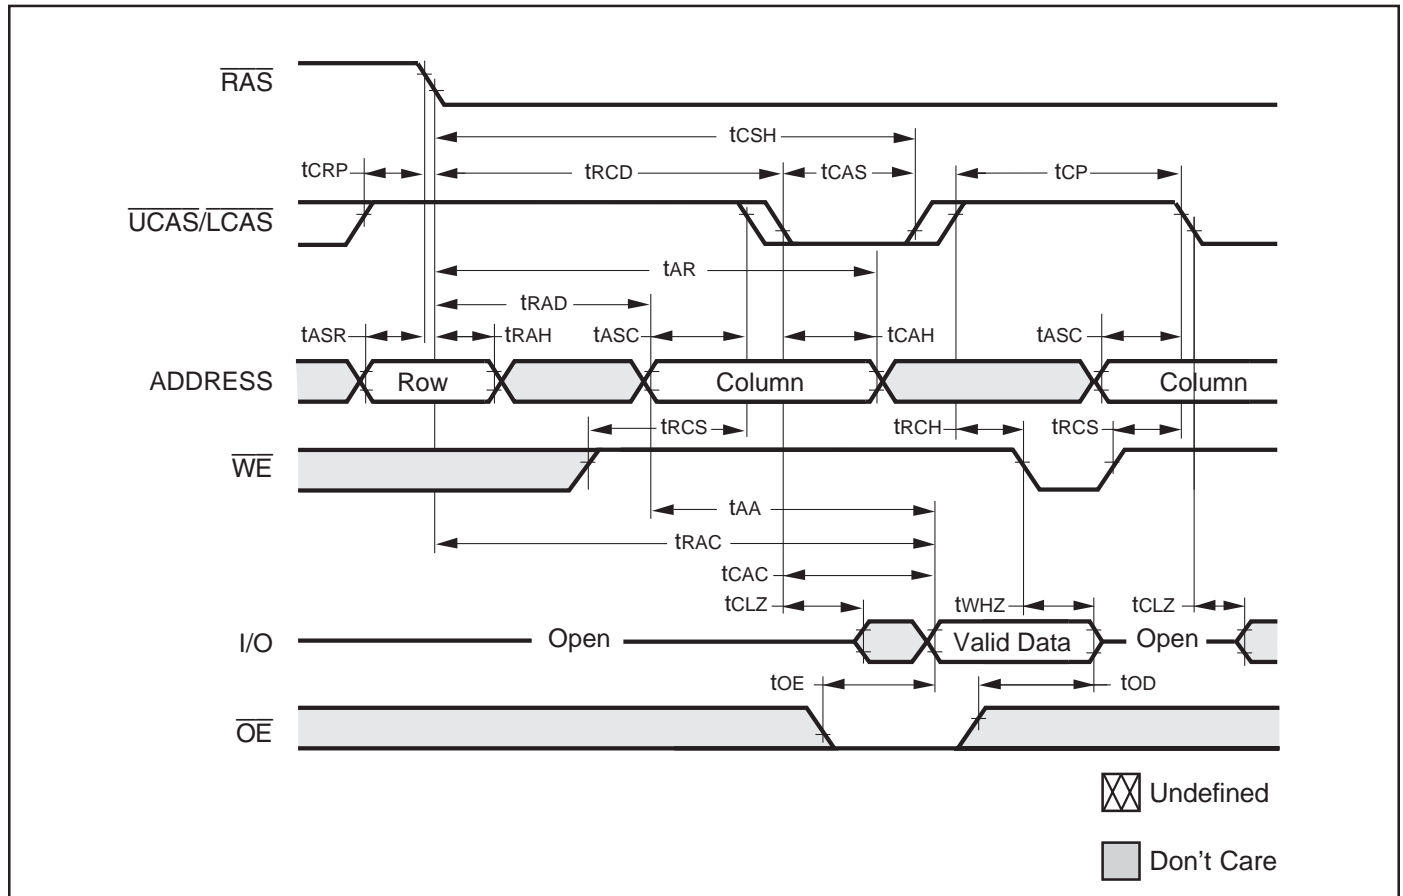 RAS
tCSH
tCRP
tRCD
tCAS
tCP
UCAS/LCAS
tAR
tRAD
tASR
tRAH
tASC
tCAH
tASC
ADDRESS
Row
Column
Column
tRCS
tRCH
tRCS
WE
tAA
tRAC
tCAC
tCLZ
tWHZ
tCLZ
I/O
Open
Valid Data
Open
tOE
tOD
OE
Undefined
Don't Care